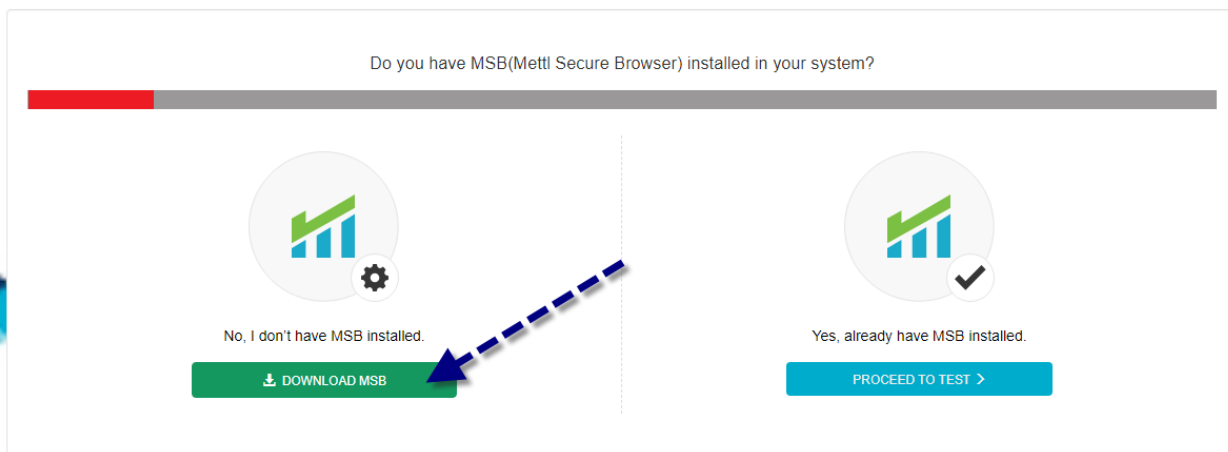 Do you have MSB(Mettl Secure Browser) installed in your system?
No, I don't have MSB installed.
DOWNLOAD MSB
Yes, already have MSB installed.
PROCEED TO TEST >